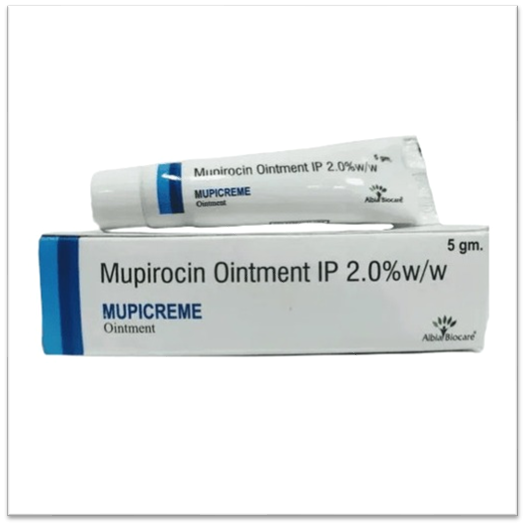 Mupirocin Ointment IP 2.0%w/w
5 gm.
MUPICREME
Ointment
Albia Biocare
5 gm.
Mupirocin Ointment IP 2.0%w/w
MUPICREME
Ointment
Albia Biocare